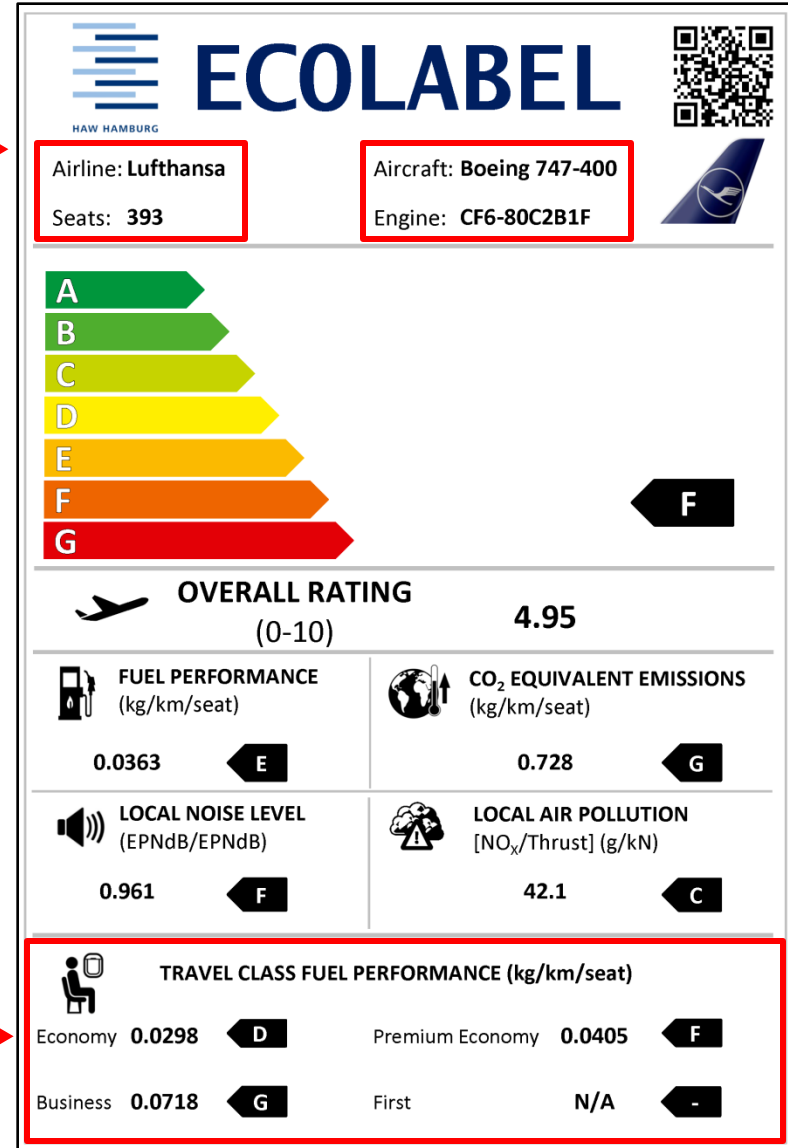 HAW HAMBURG
ECOLABEL
Airline: Lufthansa
Aircraft: Boeing 747-400
Seats: 393
Engine: CF6-80C2B1F
A
B
C
D
E
F
G
F
OVERALL RATING
(0-10)
4.95
FUEL PERFORMANCE
(kg/km/seat)
0.0363 E
CO₂ EQUIVALENT EMISSIONS
(kg/km/seat)
0.728 G
LOCAL NOISE LEVEL
(EPNdB/EPNdB)
0.961 F
LOCAL AIR POLLUTION
[NOₓ/Thrust] (g/kN)
42.1 C
TRAVEL CLASS FUEL PERFORMANCE (kg/km/seat)
Economy 0.0298 D
Premium Economy 0.0405 F
Business 0.0718 G
First N/A -